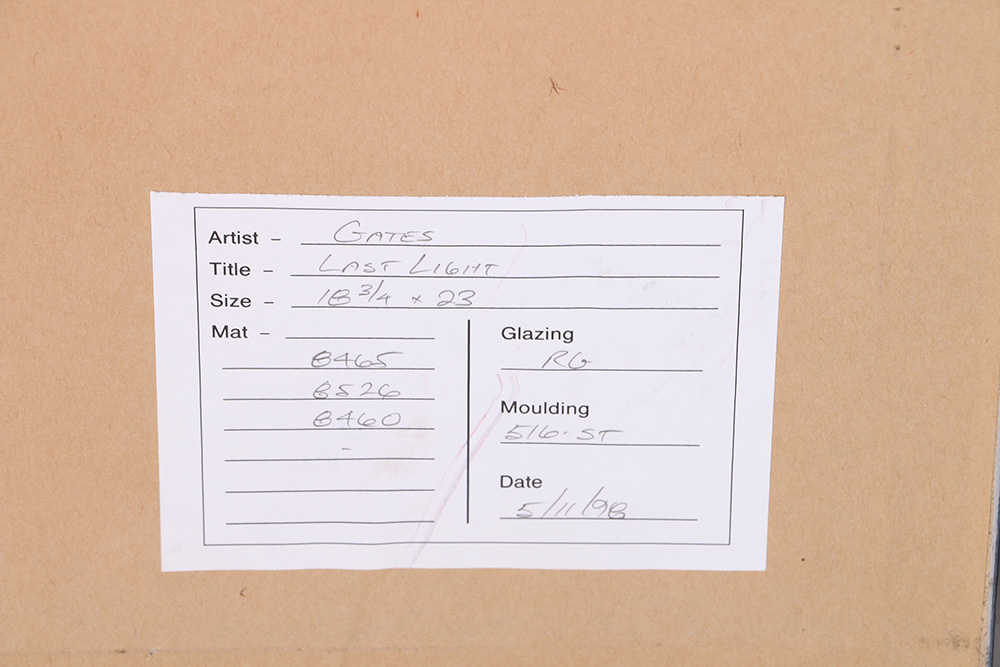 Artist - GATES
Title - LAST LIGHT
Size - 18 3/4 x 23
Mat -
8465
8526
8460
-
Glazing
RG
Moulding
516-ST
Date
5/11/98